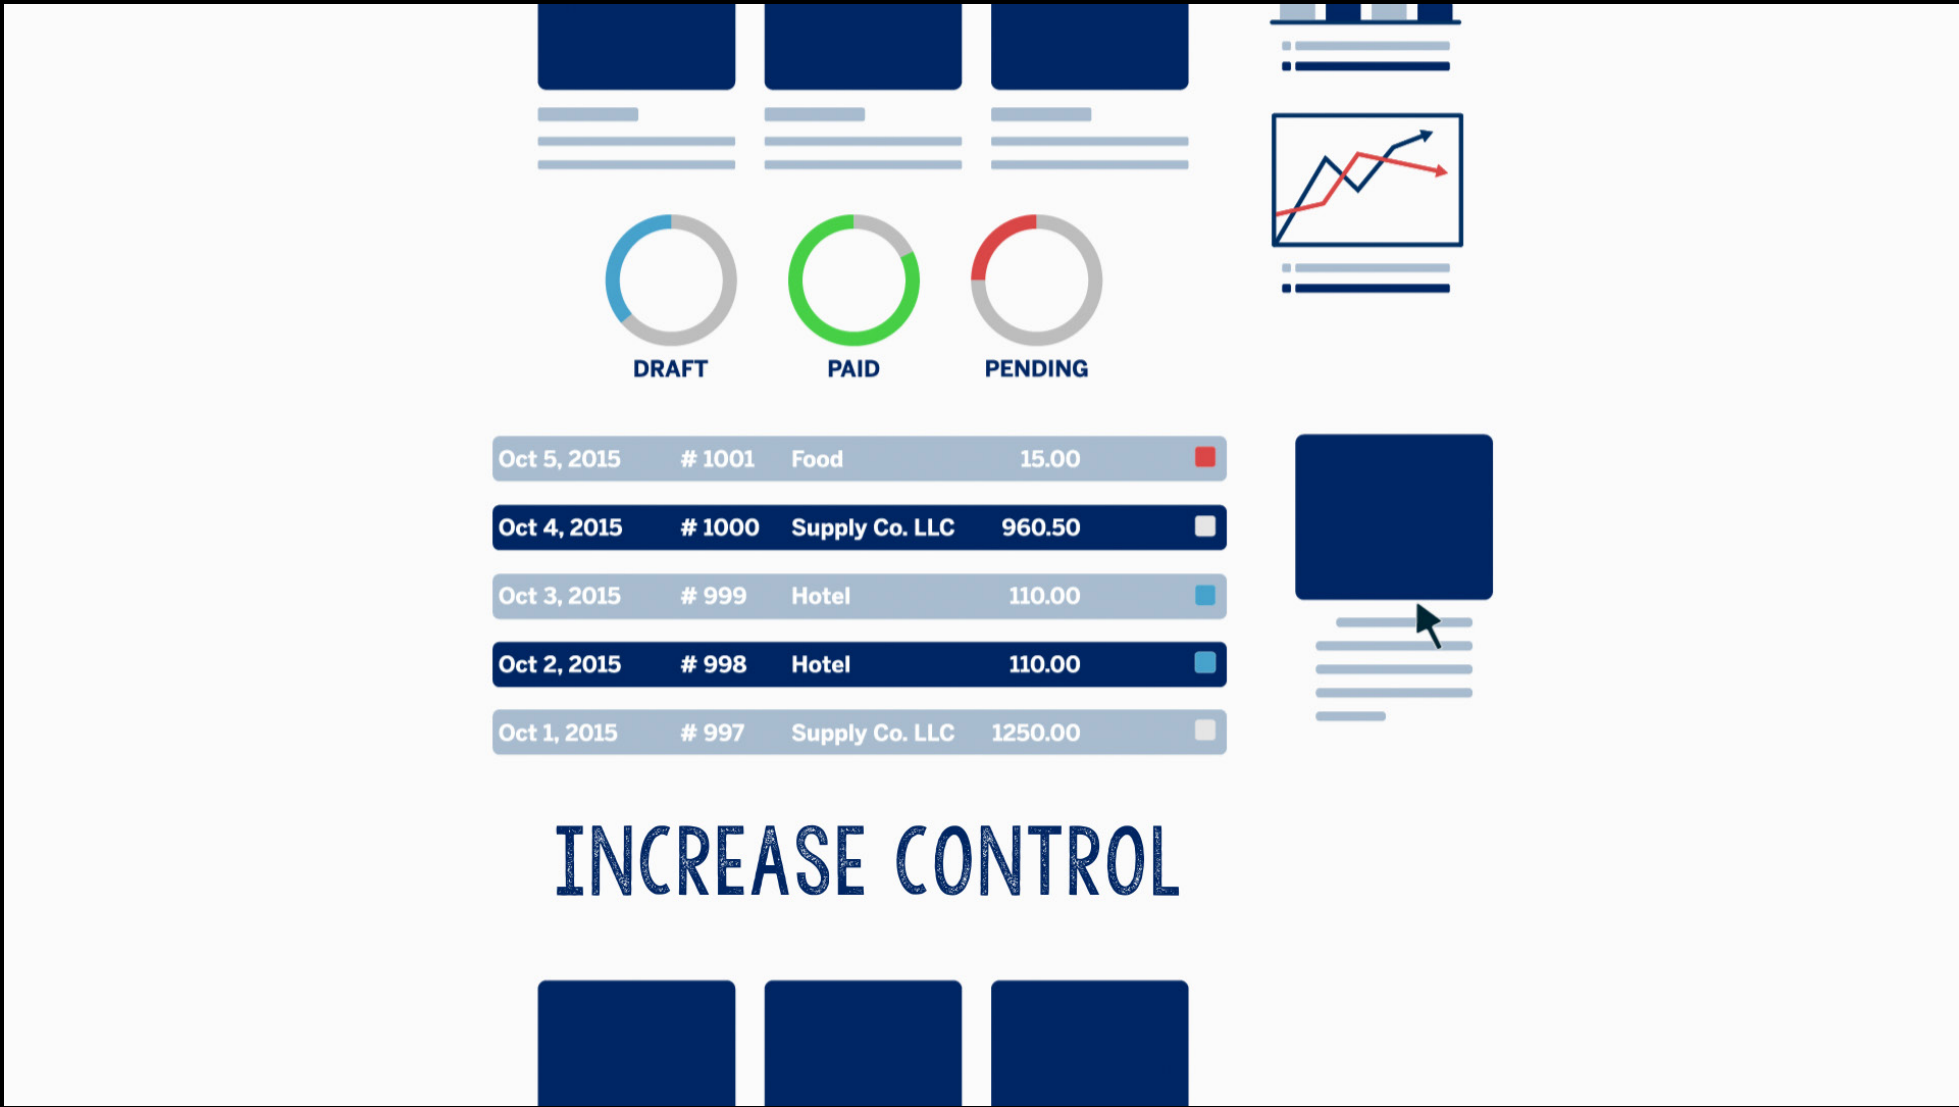 DRAFT PAID PENDING
Oct 5, 2015 # 1001 Food 15.00
Oct 4, 2015 # 1000 Supply Co. LLC 960.50
Oct 3, 2015 # 999 Hotel 110.00
Oct 2, 2015 # 998 Hotel 110.00
Oct 1, 2015 # 997 Supply Co. LLC 1250.00
INCREASE CONTROL